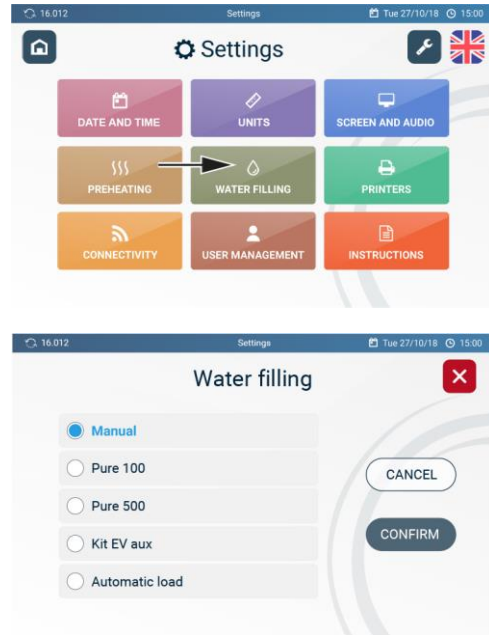 16.012 Settings Tue 27/10/18 15:00
Settings
DATE AND TIME UNITS SCREEN AND AUDIO
PREHEATING WATER FILLING PRINTERS
CONNECTIVITY USER MANAGEMENT INSTRUCTIONS
16.012 Settings Tue 27/10/18 15:00
Water filling
Manual
Pure 100
CANCEL
Pure 500
CONFIRM
Kit EV aux
Automatic load